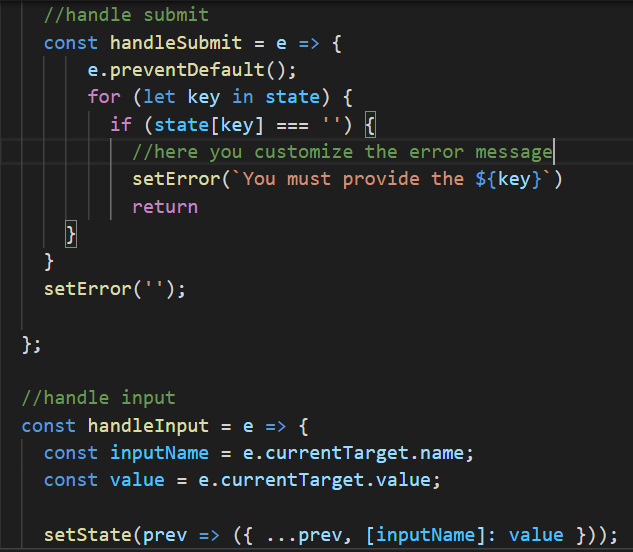 //handle submit
const handleSubmit = e => {
e.preventDefault();
for (let key in state) {
if (state[key] === '') {
//here you customize the error message
setError(`You must provide the ${key}`)
return
}
}
setError('');
};
//handle input
const handleInput = e => {
const inputName = e.currentTarget.name;
const value = e.currentTarget.value;
setState(prev => ({ ...prev, [inputName]: value }));